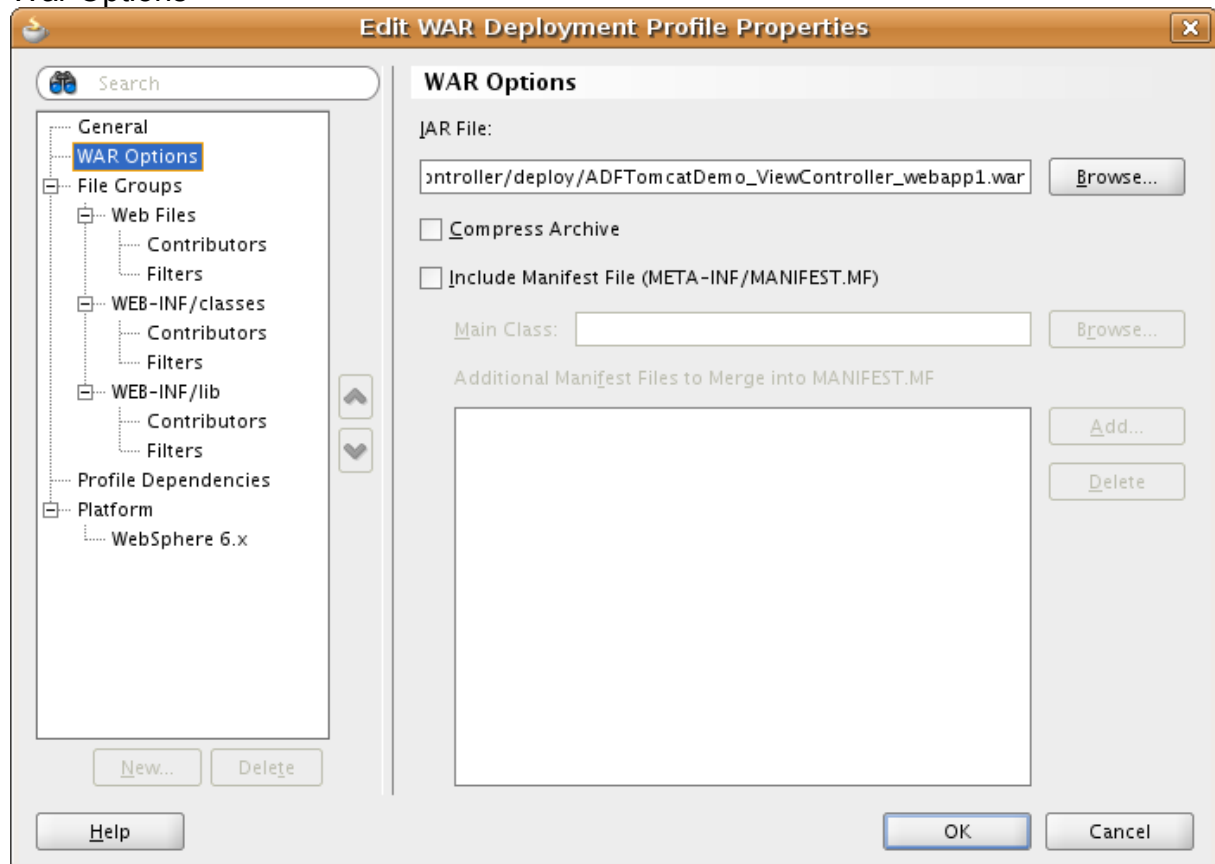 War Options
Edit WAR Deployment Profile Properties
Search
General
WAR Options
File Groups
Web Files
Contributors
Filters
WEB-INF/classes
Contributors
Filters
WEB-INF/lib
Contributors
Filters
Profile Dependencies
Platform
WebSphere 6.x
New...
Delete
WAR Options
JAR File:
ontroller/deploy/ADFTomcatDemo_ViewController_webapp1.war
Browse...
Compress Archive
Include Manifest File (META-INF/MANIFEST.MF)
Main Class:
Browse...
Additional Manifest Files to Merge into MANIFEST.MF
Add...
Delete
Help
OK
Cancel